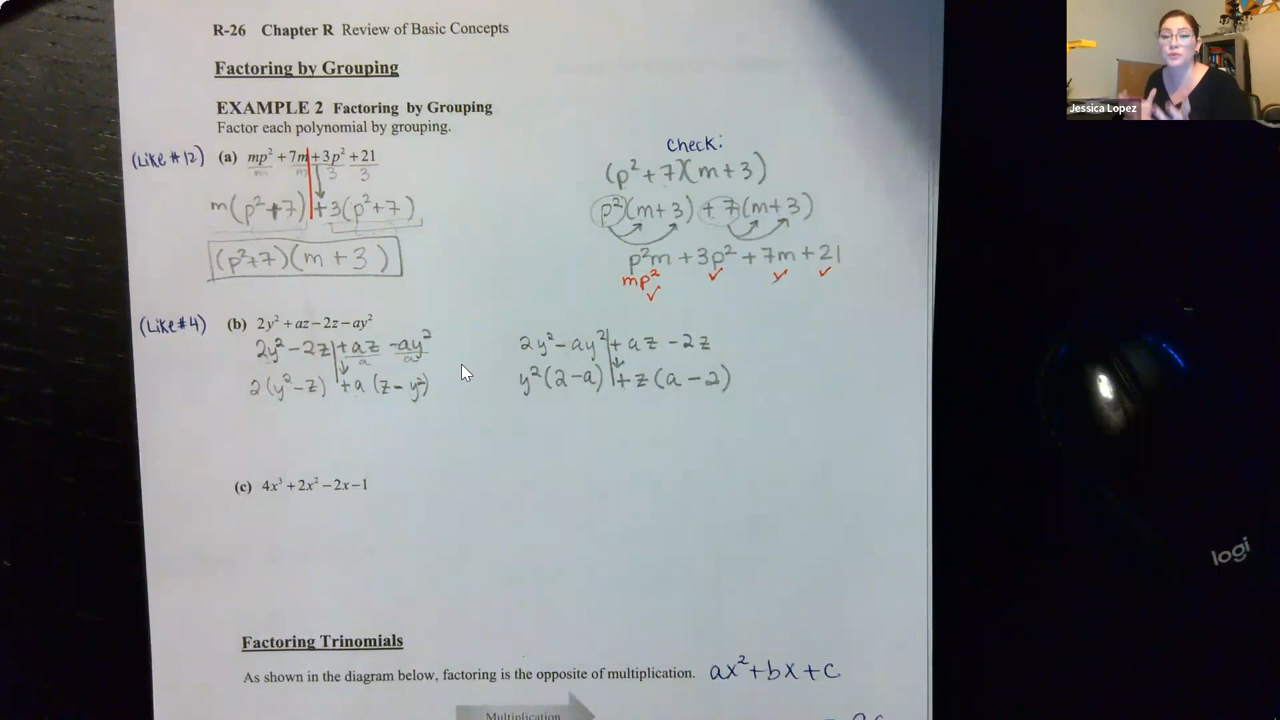 R-26 Chapter R Review of Basic Concepts
Factoring by Grouping
EXAMPLE 2 Factoring by Grouping
Factor each polynomial by grouping.
(Like #12) (a) mp² + 7m + 3p² + 21
m m 3 3
m(p² + 7) + 3(p² + 7)
(p²+7)(m + 3)
Check:
(p² + 7)(m + 3)
p²(m + 3) + 7(m + 3)
p²m + 3p² + 7m + 21
mp²
(Like #4) (b) 2y² + az − 2z − ay²
2y² − 2z + az − ay²
a a
2(y² − z) + a(z − y²)
2y² − ay² + az − 2z
y²(2 − a) + z(a − 2)
(c) 4x³ + 2x² − 2x − 1
Factoring Trinomials
As shown in the diagram below, factoring is the opposite of multiplication. ax² + bx + c
Multiplication
Jessica Lopez
logi